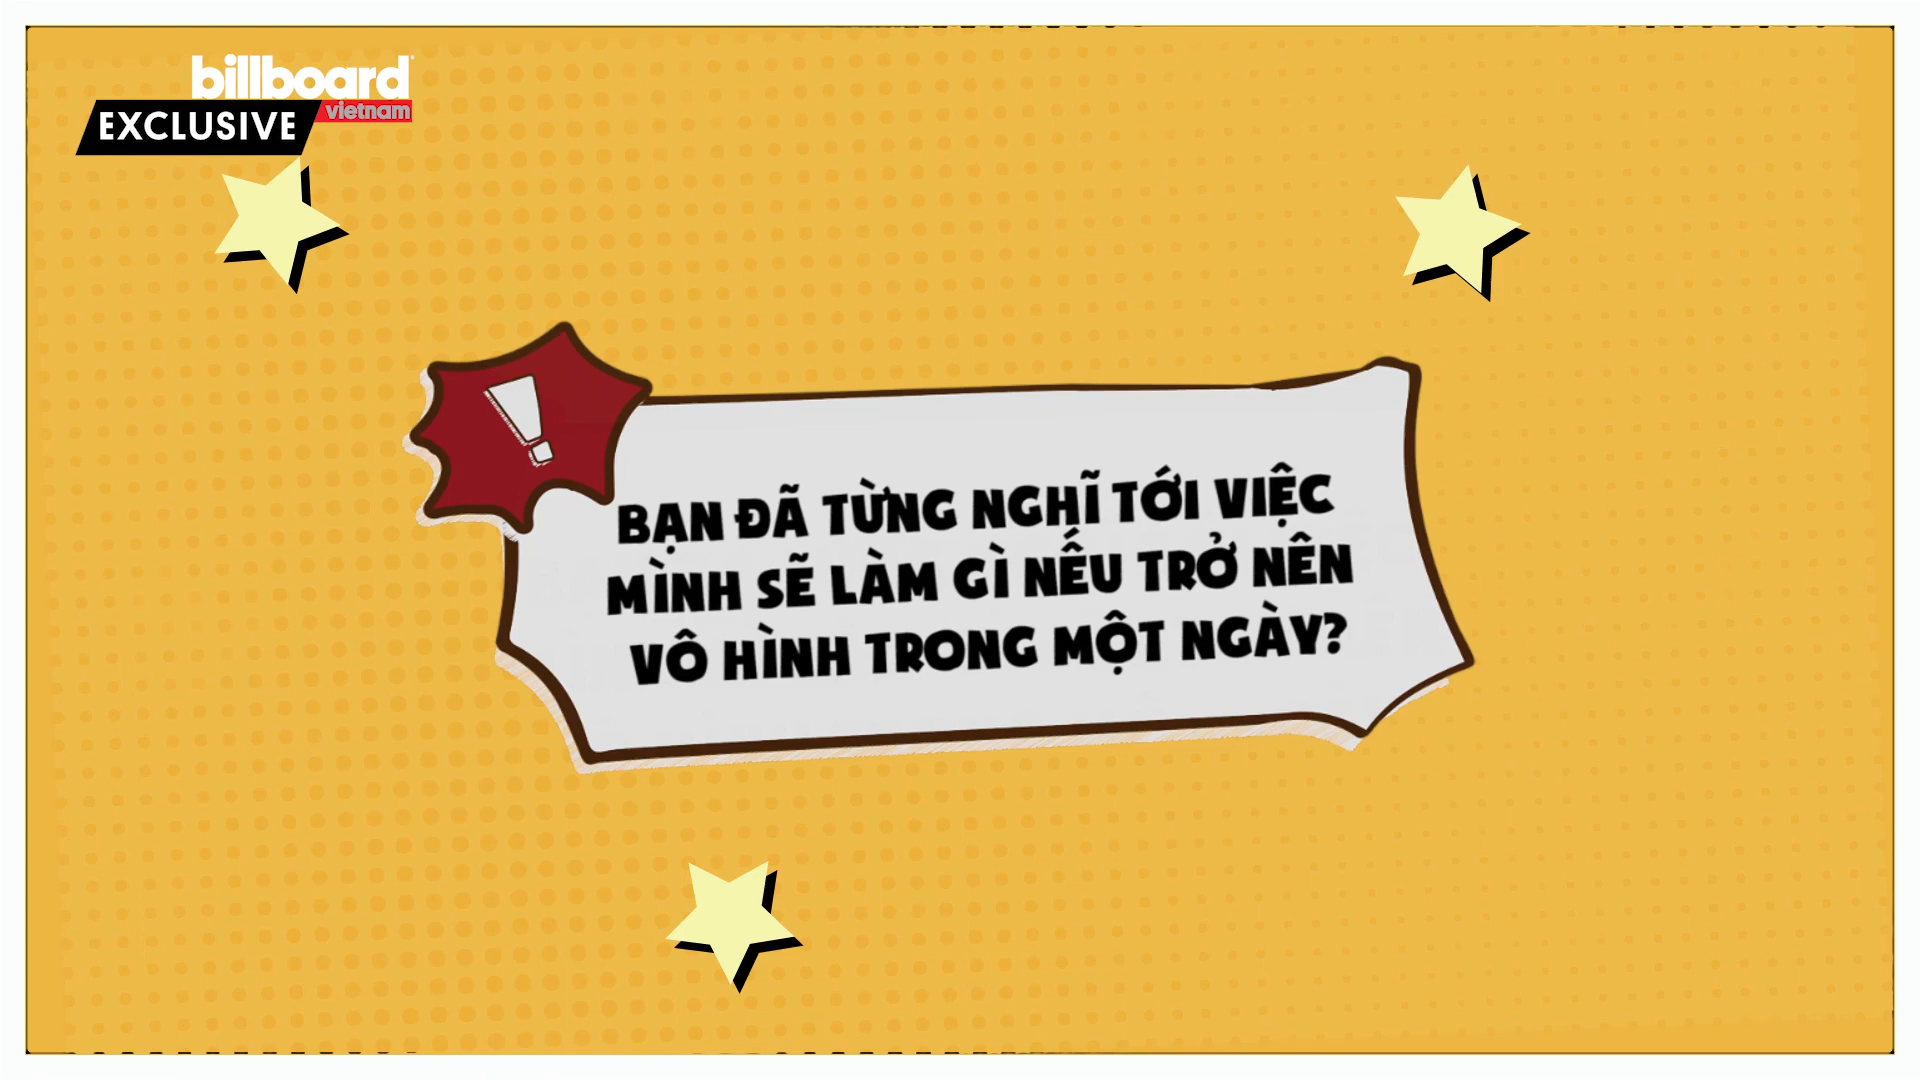 billboard
vietnam
EXCLUSIVE
!
BẠN ĐÃ TỪNG NGHĨ TỚI VIỆC
MÌNH SẼ LÀM GÌ NẾU TRỞ NÊN
VÔ HÌNH TRONG MỘT NGÀY?